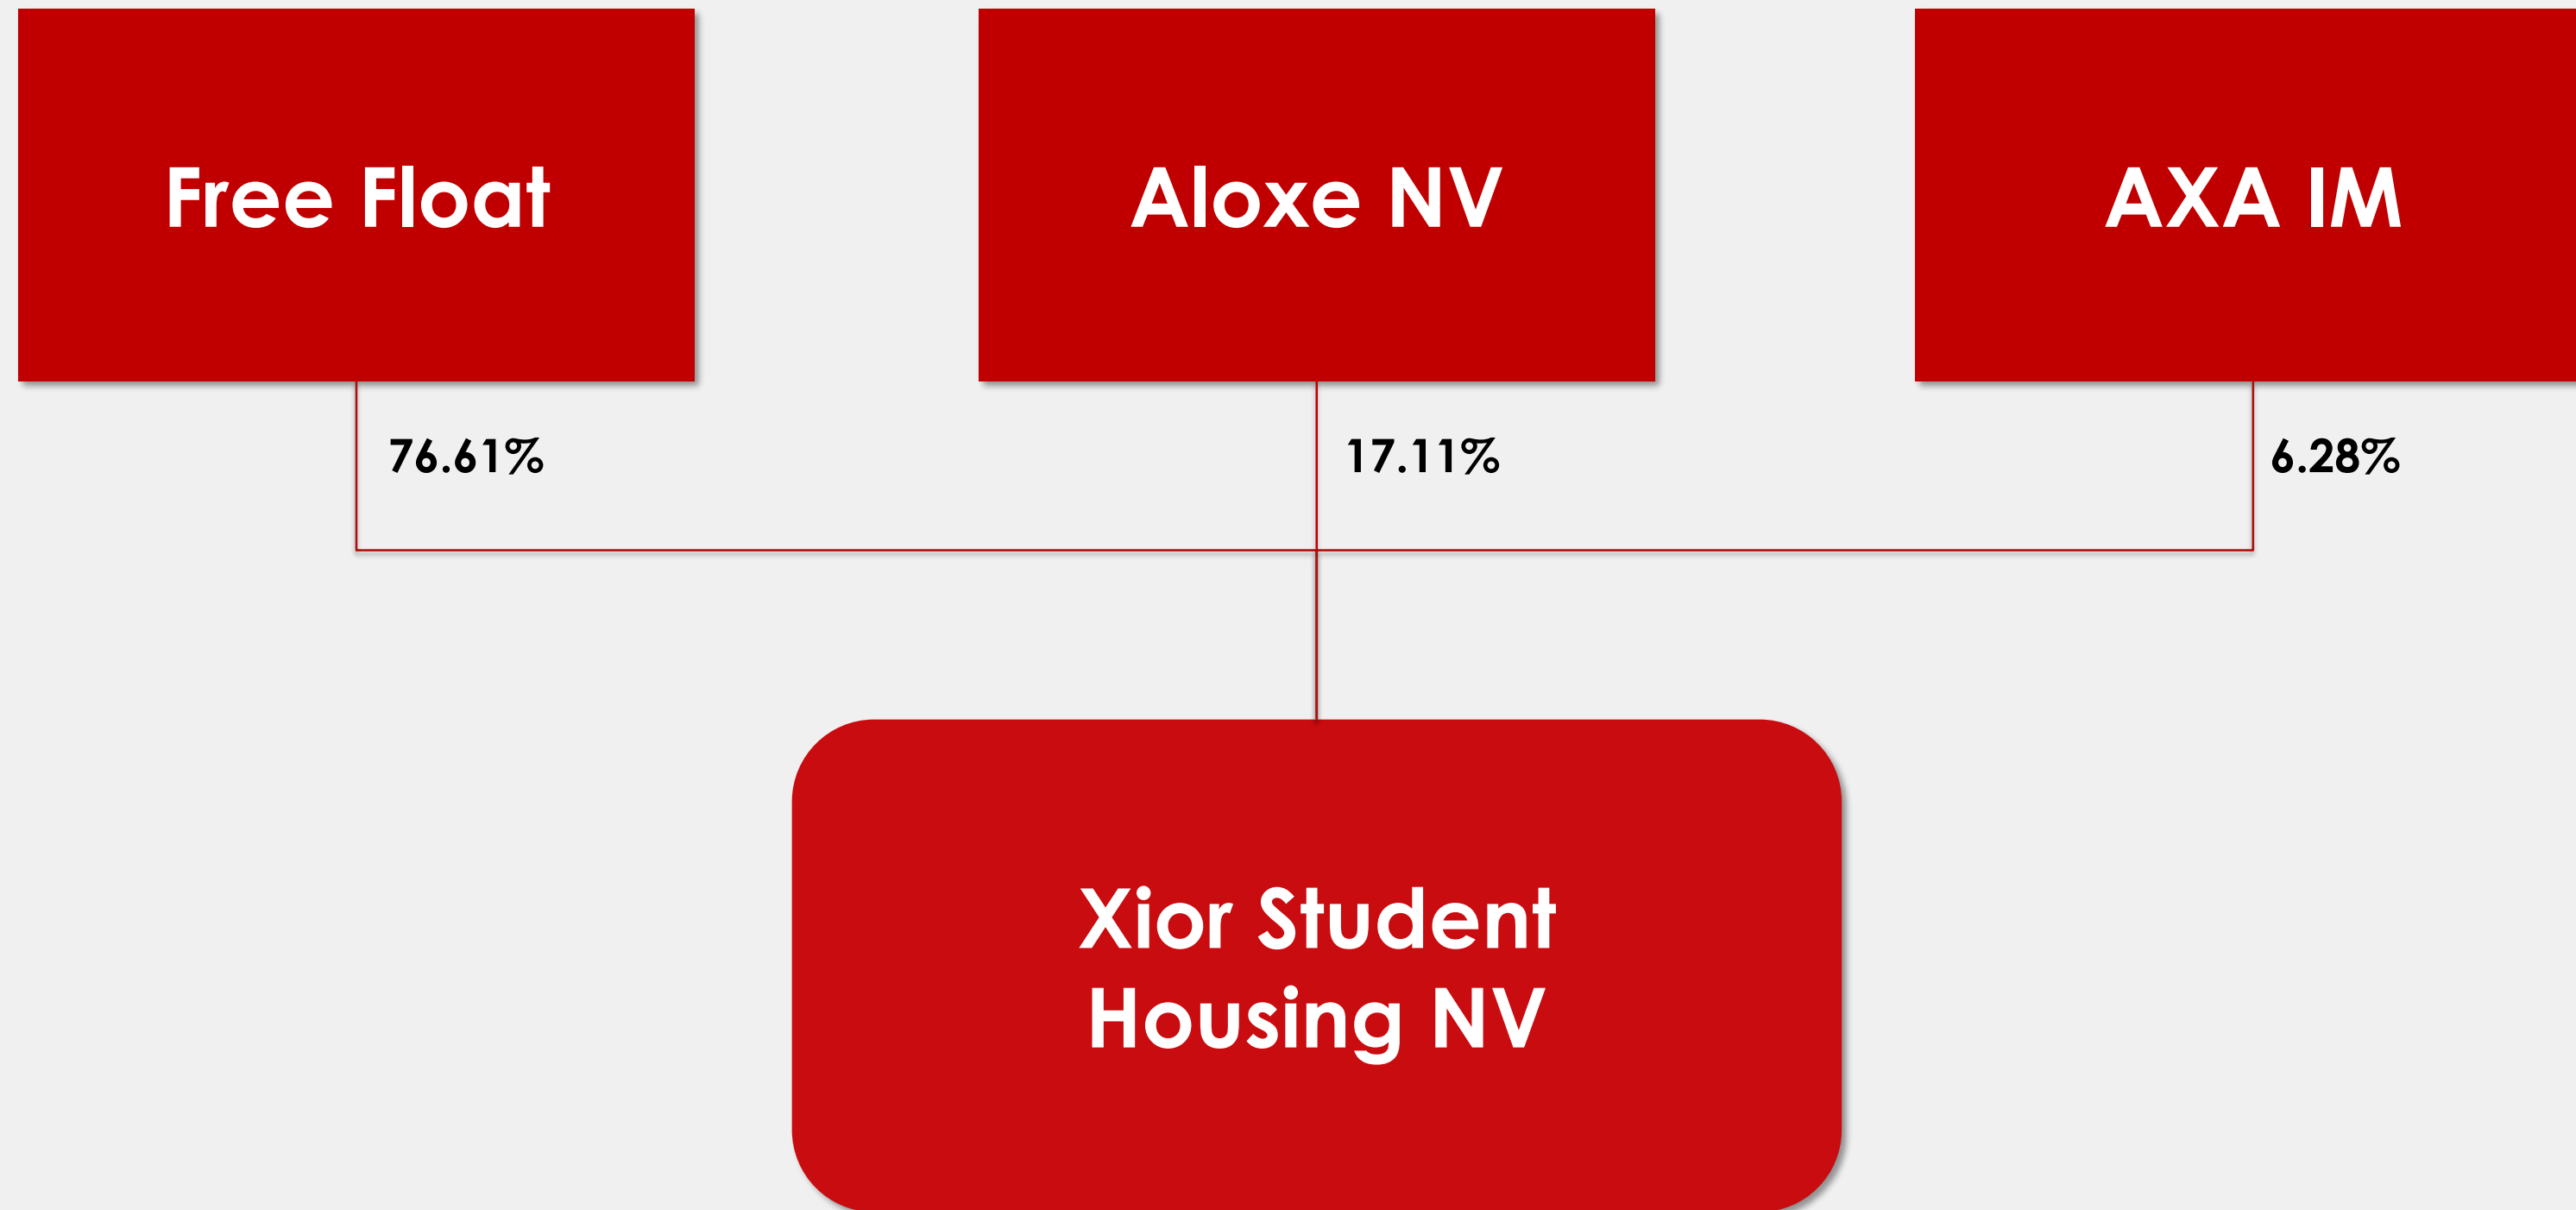 Free Float
Aloxe NV
AXA IM
76.61%
17.11%
6.28%
Xior Student
Housing NV